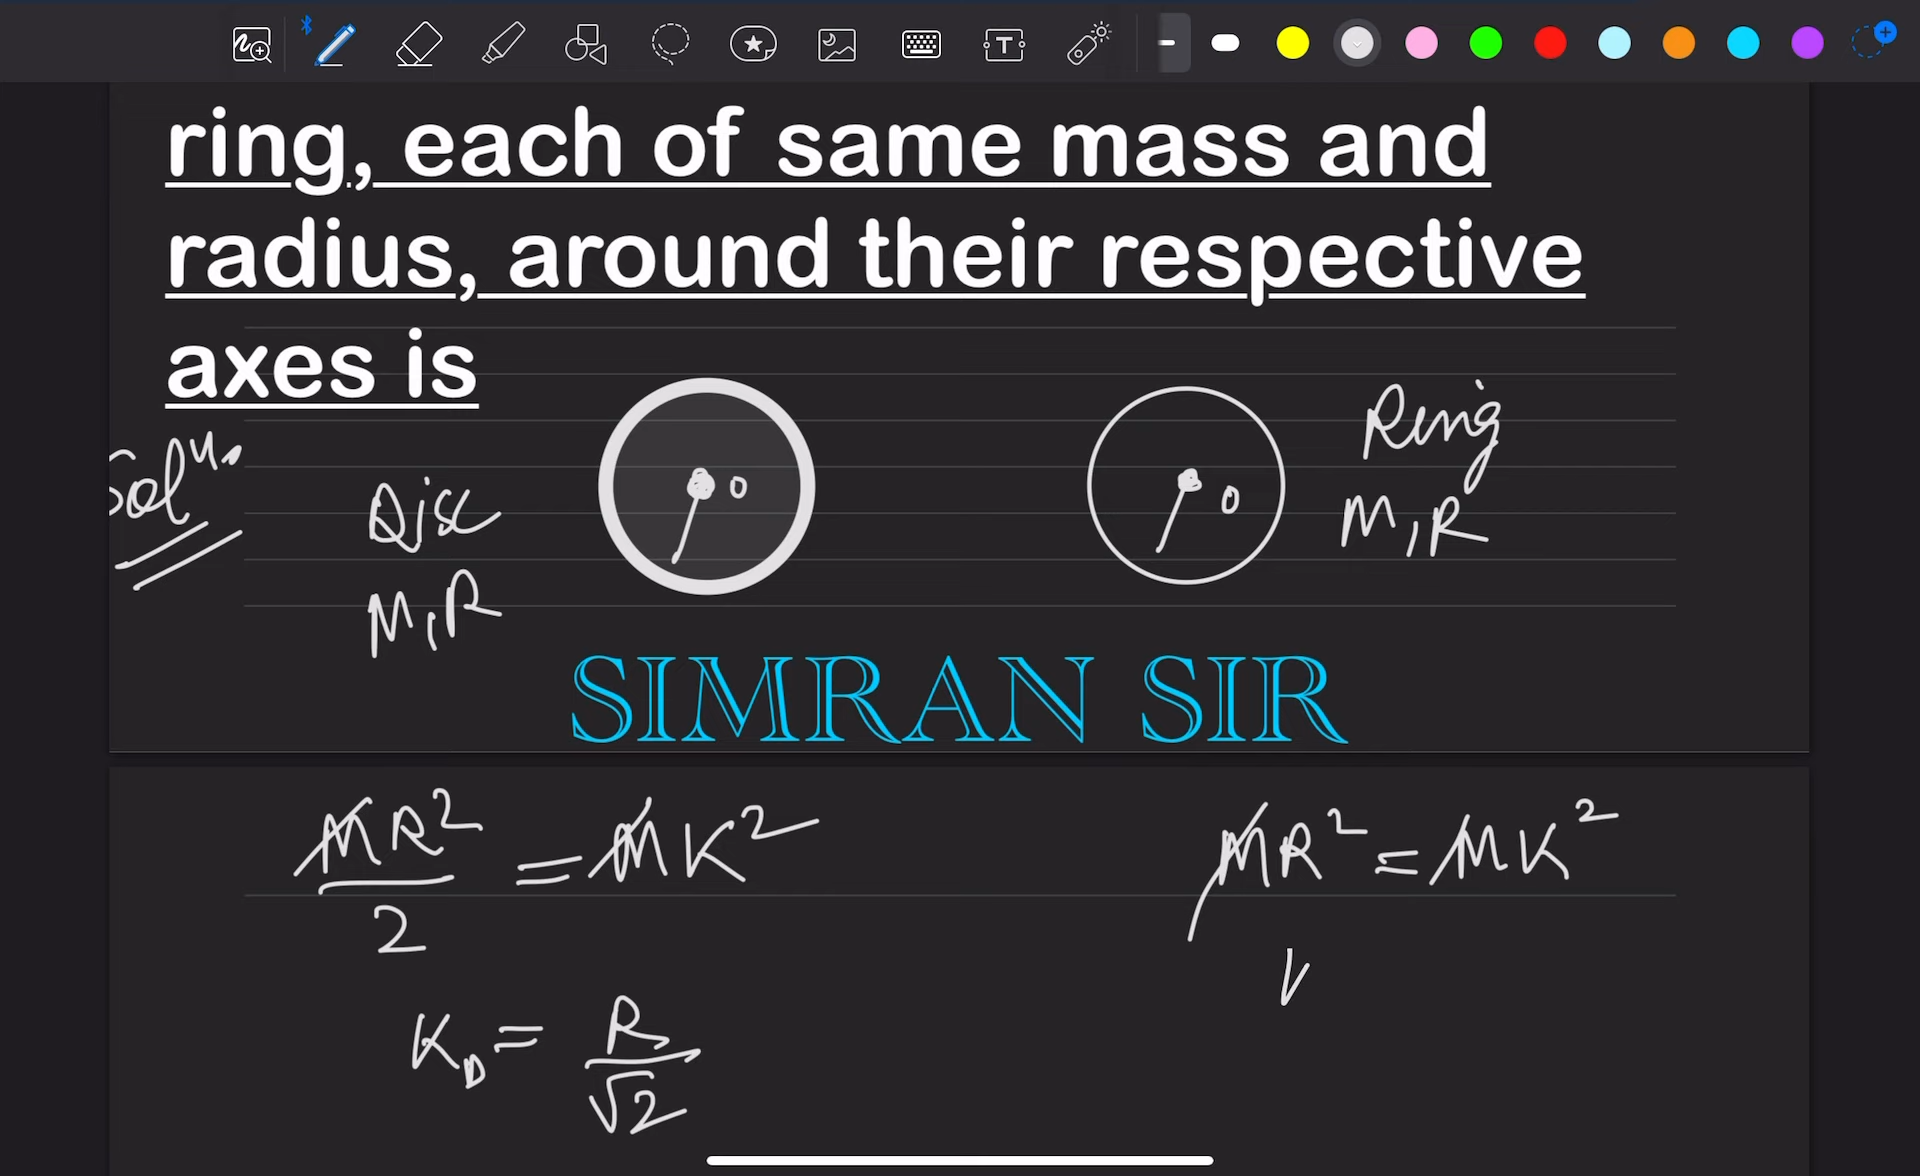 ring, each of same mass and
radius, around their respective
axes is
Solⁿ.
Disc
M, R
O
O
Ring
M, R
SIMRAN SIR
MR²/2 = MK²
MR² = MK²
K_D = R/√2